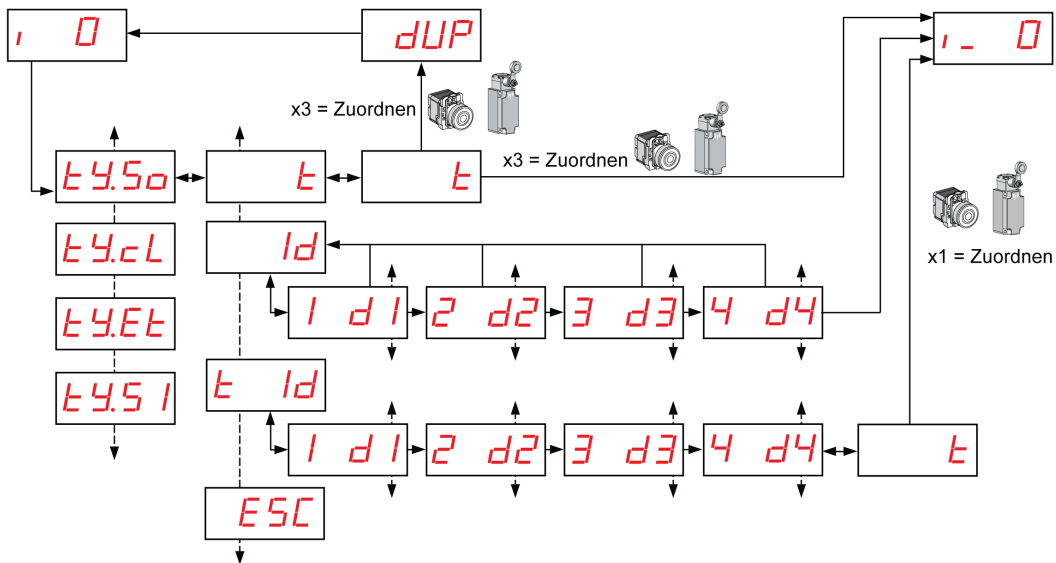 ı 0
dUP
ı_ 0
x3 = Zuordnen
x3 = Zuordnen
tY.So
t
t
x1 = Zuordnen
tY.cL
Id
1 d1
2 d2
3 d3
4 d4
tY.Et
tY.S1
t Id
1 d1
2 d2
3 d3
4 d4
t
ESC